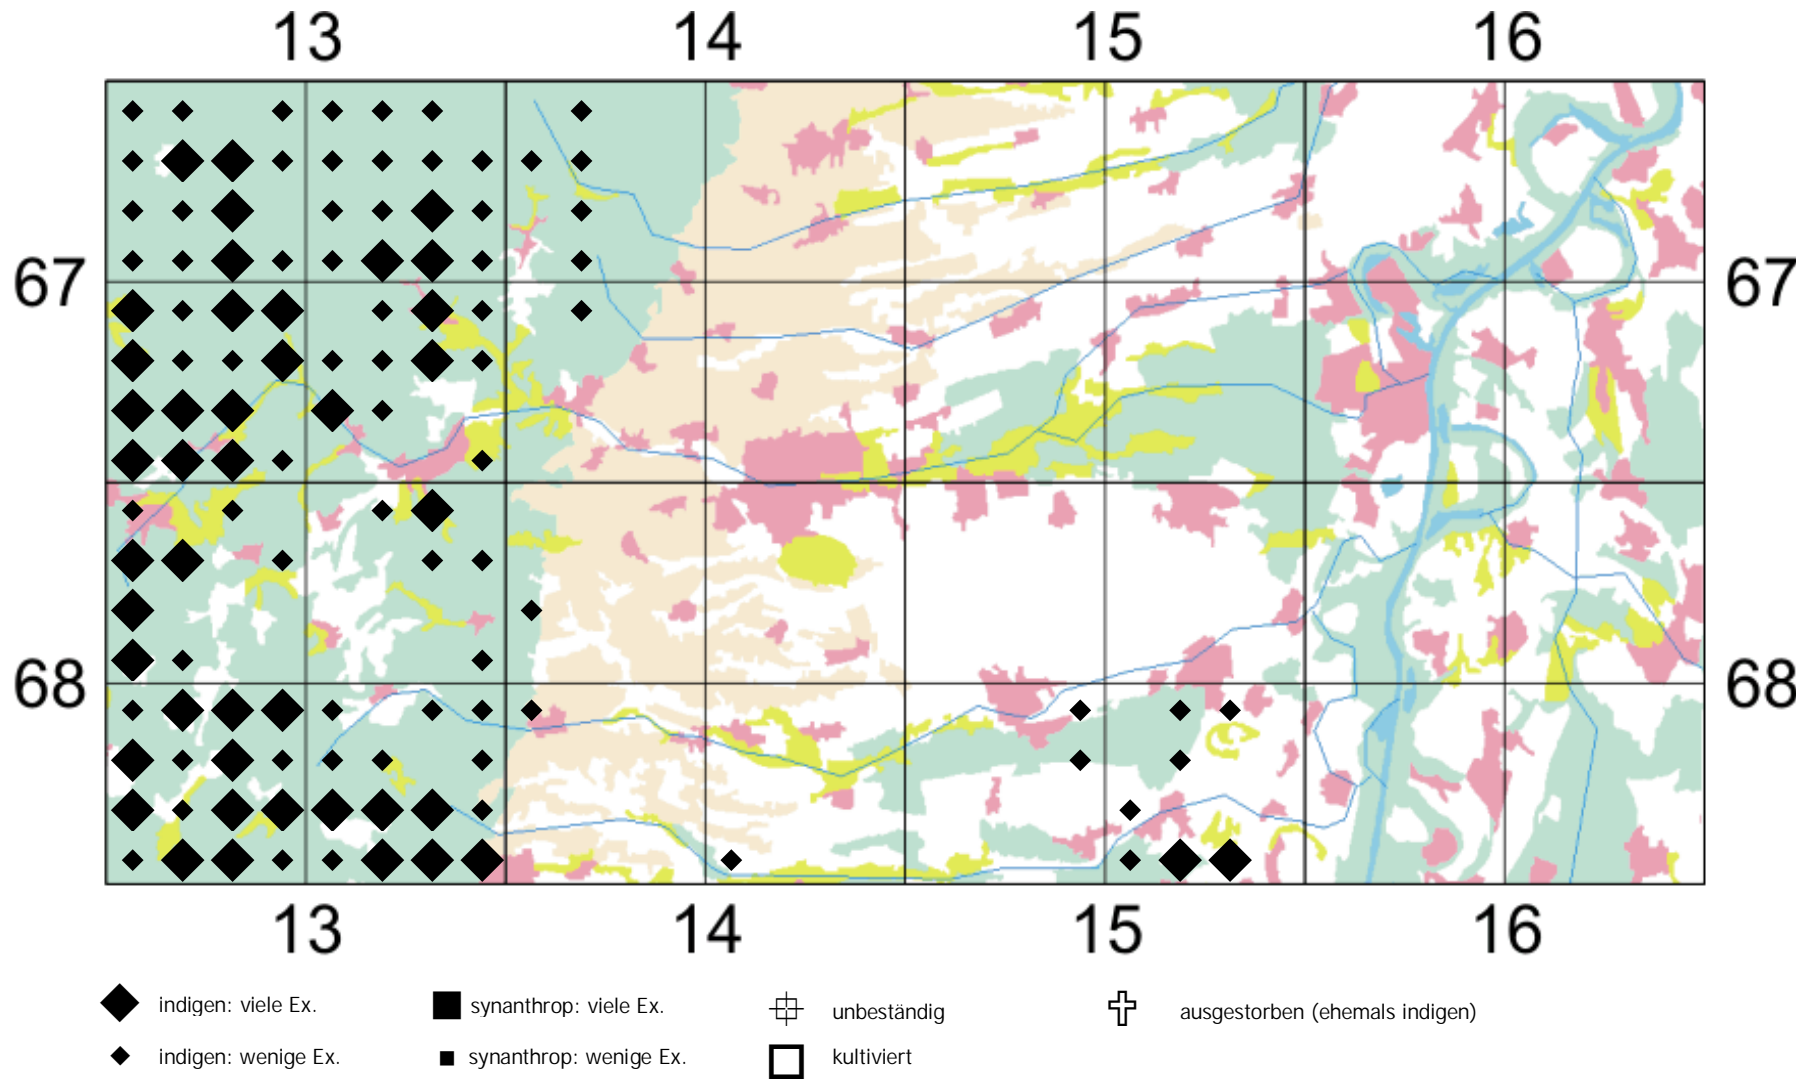 13 14 15 16
67 67
68 68
13 14 15 16
indigen: viele Ex. synanthrop: viele Ex. unbeständig ausgestorben (ehemals indigen)
indigen: wenige Ex. synanthrop: wenige Ex. kultiviert